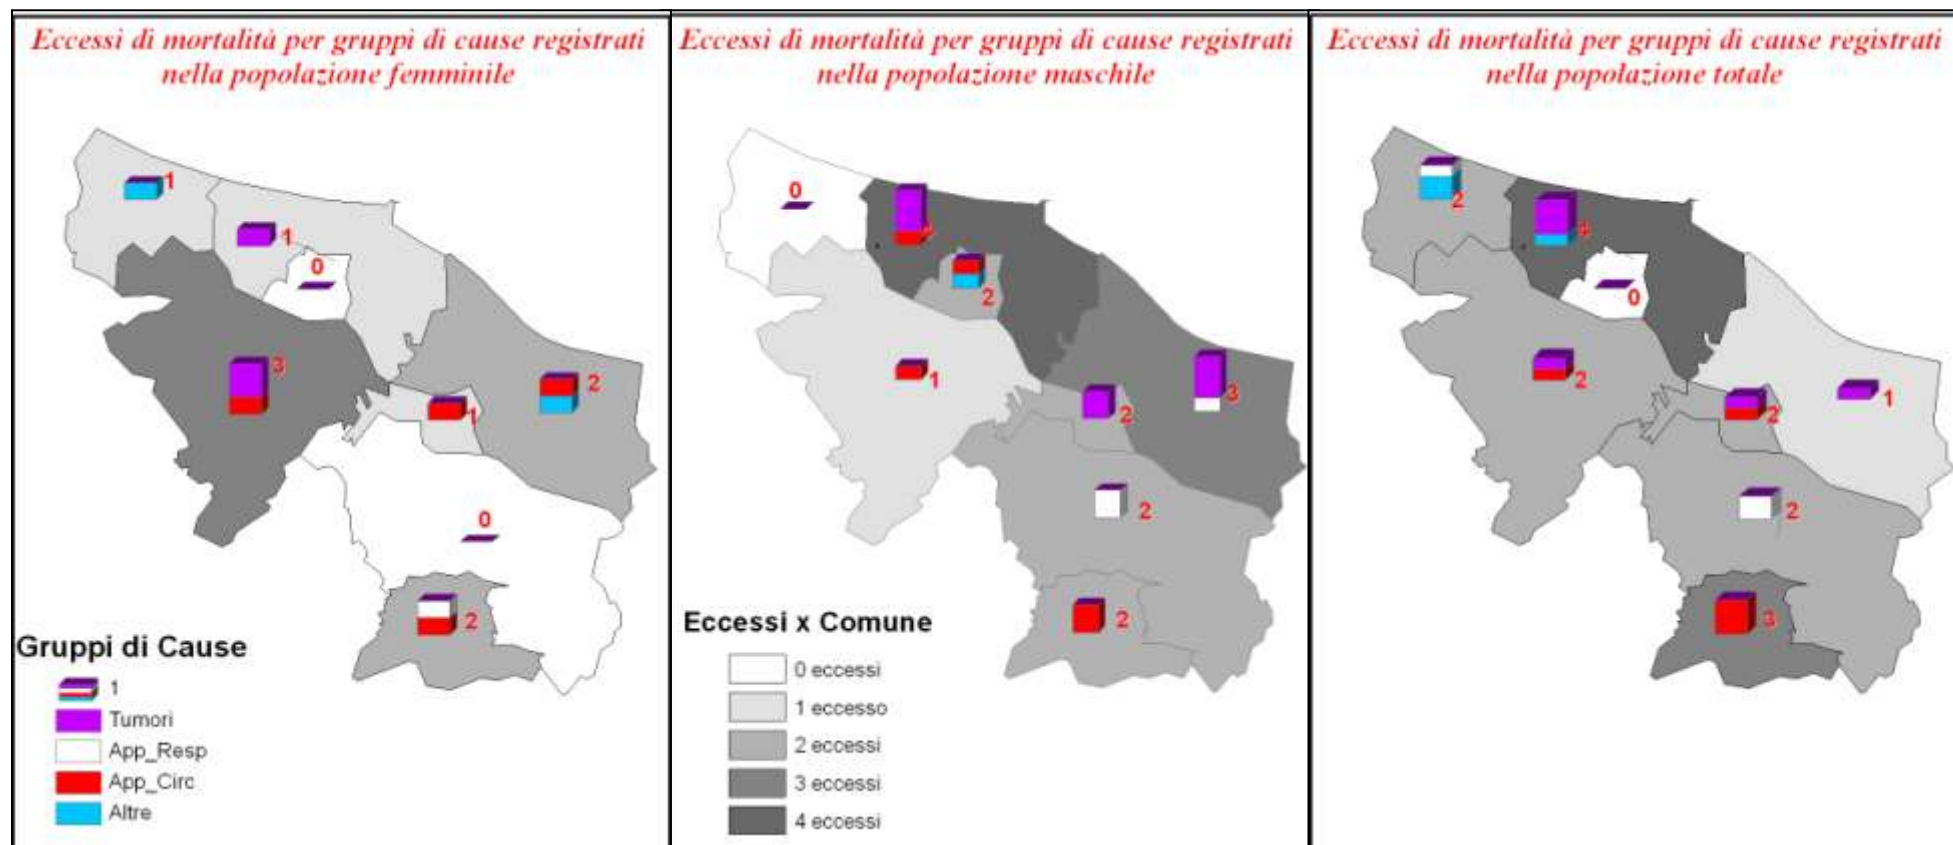 Eccessi di mortalità per gruppi di cause registrati
nella popolazione femminile
1
1
0
3
2
1
0
2
Gruppi di Cause
1
Tumori
App_Resp
App_Circ
Altre
Eccessi di mortalità per gruppi di cause registrati
nella popolazione maschile
0
4
2
1
3
2
2
2
Eccessi x Comune
0 eccessi
1 eccesso
2 eccessi
3 eccessi
4 eccessi
Eccessi di mortalità per gruppi di cause registrati
nella popolazione totale
2
4
0
2
1
2
2
3